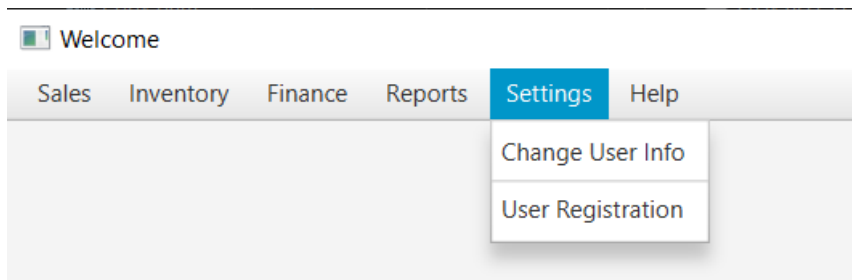 Welcome
Sales Inventory Finance Reports Settings Help
Change User Info
User Registration